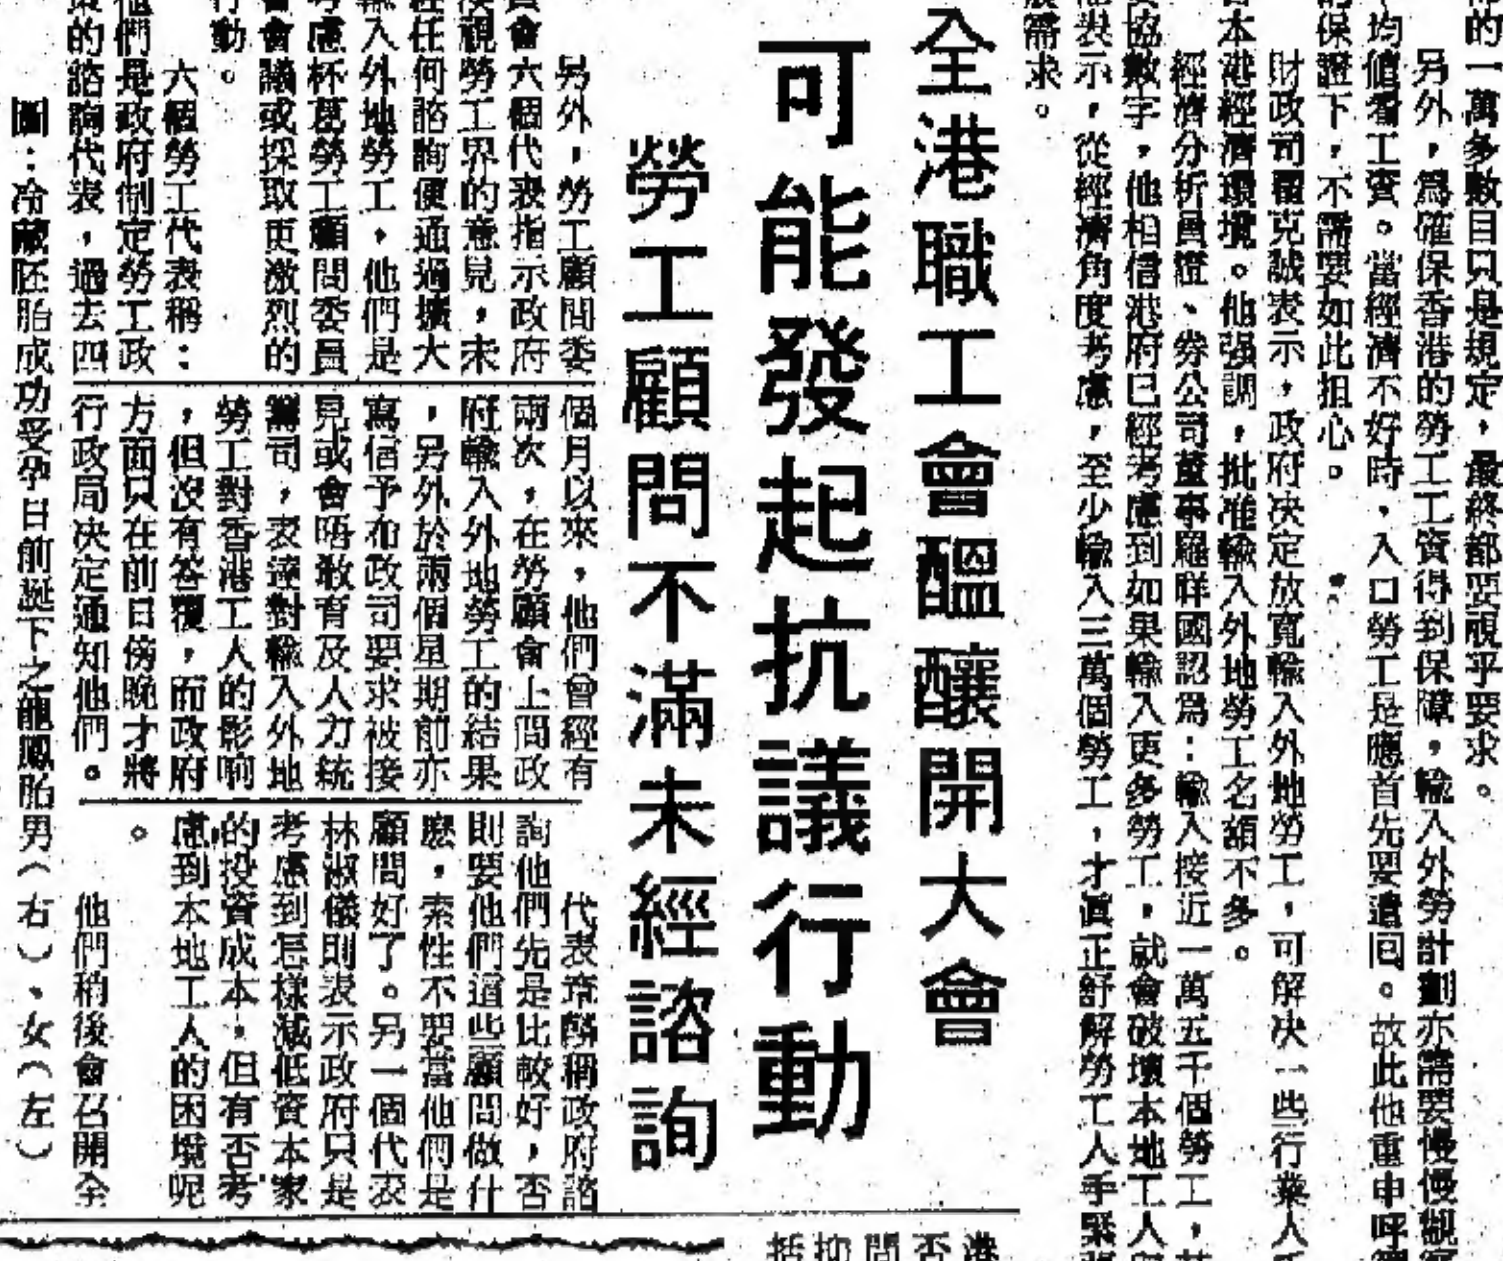 的一萬多數目只是規定，最終都要視乎要求。
另外，爲確保香港的勞工工資得到保障，輸入外勞計劃亦需要慢慢觀察
均值看工資。當經濟不好時，入口勞工是應首先要遣回。故此他重申呼籲
保證下，不需要如此担心。
財政司翟克誠表示，政府决定放寬輸入外地勞工，可解决一些行業人手
本港經濟環境。他强調，批准輸入外地勞工名額不多。
經濟分析員證、劵公司董事羅祥國認爲：輸入接近一萬五千個勞工，
協數字，他相信港府已經考慮到如果輸入更多勞工，就會破壞本地工人
表示，從經濟角度考慮，至少輸入三萬個勞工，才眞正舒解勞工人手緊張
需求。
全港職工會醞釀開大會
可能發起抗議行動
勞工顧問不滿未經諮詢
另外，勞工顧問委
會六個代表指示政府
視勞工界的意見，未
任何諮詢便通過擴大
入外地勞工，他們是
慮杯葛勞工顧問委員
會議或採取更激烈的
動。
六個勞工代表稱：
他們是政府制定勞工政
的諮詢代表，過去四
個月以來，他們曾經有
兩次，在勞顧會上問政
府輸入外地勞工的結果
，另外於兩個星期前亦
寫信予布政司要求被接
見或會晤敎育及人力統
籌司，表達對輸入外地
勞工對香港工人的影响
，但沒有答覆，而政府
方面只在前日傍晚才將
行政局决定通知他們。
代表稱政府諮
詢他們先是比較好，否
則要他們這些顧問做什
麽，索性不要當他們是
顧問好了。另一個代表
林淑儀則表示政府只是
考慮到怎樣減低資本家
的投資成本，但有否考
慮到本地工人的困境呢
。
他們稍後會召開全
圖：冷藏胚胎成功受孕日前誕下之龍鳳胎男（右）、女（左）
港否問抑括